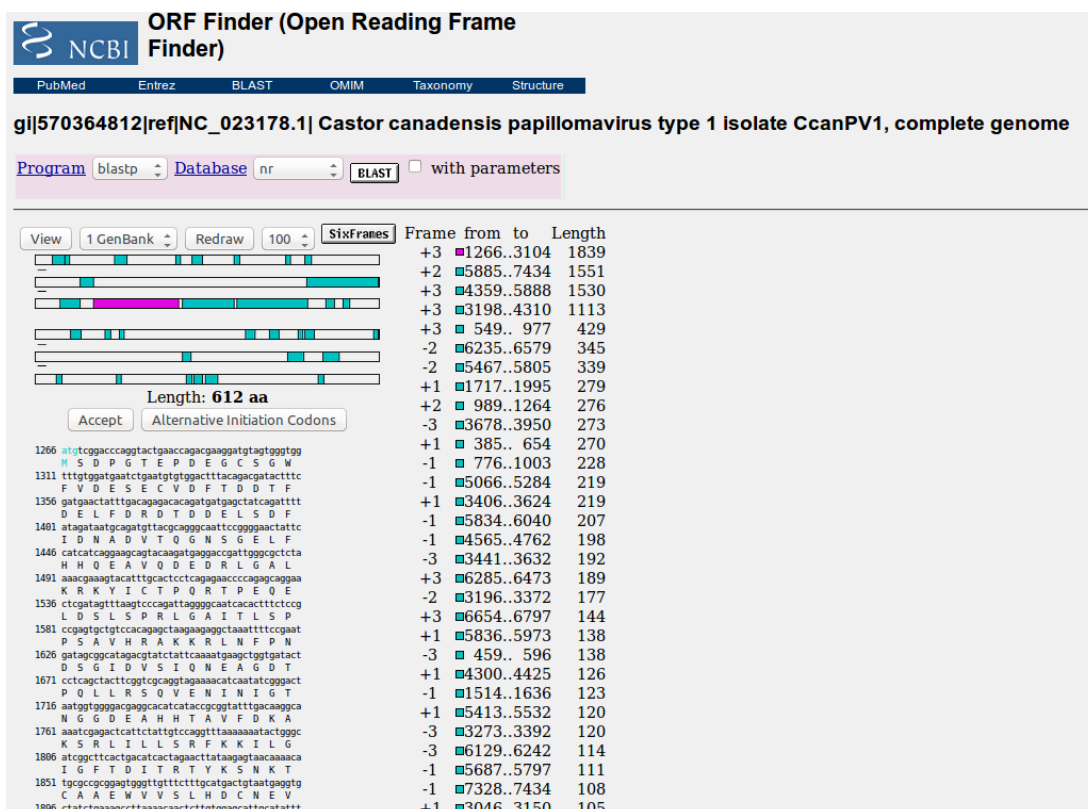 NCBI
ORF Finder (Open Reading Frame
Finder)
PubMed Entrez BLAST OMIM Taxonomy Structure
gi|570364812|ref|NC_023178.1| Castor canadensis papillomavirus type 1 isolate CcanPV1, complete genome
Program blastp Database nr BLAST with parameters
View 1 GenBank Redraw 100 SixFrames
Length: 612 aa
Accept Alternative Initiation Codons
1266 atgtcggacccaggtactgaaccagacgaaggatgtagtgggtgg
M S D P G T E P D E G C S G W
1311 tttgtggatgaatctgaatgtgtggactttacagacgatactttc
F V D E S E C V D F T D D T F
1356 gatgaactatttgacagagacacagatgatgagctatcagatttt
D E L F D R D T D D E L S D F
1401 atagataatgcagatgttacgcagggcaattccggggaactattc
I D N A D V T Q G N S G E L F
1446 catcatcaggaagcagtacaagatgaggaccgattgggcgctcta
H H Q E A V Q D E D R L G A L
1491 aaacgaaagtacatttgcactcctcagagaaccccagagcaggaa
K R K Y I C T P Q R T P E Q E
1536 ctcgatagtttaagtcccagattaggggcaatcacactttctccg
L D S L S P R L G A I T L S P
1581 ccgagtgctgtccacagagctaagaagaggctaaattttccgaat
P S A V H R A K K R L N F P N
1626 gatagcggcatagacgtatctattcaaaatgaagctggtgatact
D S G I D V S I Q N E A G D T
1671 cctcagctacttcggtcgcaggtagaaaacatcaatatcgggact
P Q L L R S Q V E N I N I G T
1716 aatggtggggacgaggcacatcataccgcggtatttgacaaggca
N G G D E A H H T A V F D K A
1761 aaatcgagactcattctattgtccaggtttaaaaaaatactgggc
K S R L I L L S R F K K I L G
1806 atcggcttcactgacatcactagaacttataagagtaacaaaaca
I G F T D I T R T Y K S N K T
1851 tgcgccgcggagtgggttgtttctttgcatgactgtaatgaggtg
C A A E W V V S L H D C N E V
1896 ctatctgaaagccttaaaacaactcttgtggagcattgcatattt
Frame from to Length
+3 1266..3104 1839
+2 5885..7434 1551
+3 4359..5888 1530
+3 3198..4310 1113
+3 549.. 977 429
-2 6235..6579 345
-2 5467..5805 339
+1 1717..1995 279
+2 989..1264 276
-3 3678..3950 273
+1 385.. 654 270
-1 776..1003 228
-1 5066..5284 219
+1 3406..3624 219
-1 5834..6040 207
-1 4565..4762 198
-3 3441..3632 192
+3 6285..6473 189
-2 3196..3372 177
+3 6654..6797 144
+1 5836..5973 138
-3 459.. 596 138
+1 4300..4425 126
-1 1514..1636 123
+1 5413..5532 120
-3 3273..3392 120
-3 6129..6242 114
-1 5687..5797 111
-1 7328..7434 108
+1 3046..3150 105